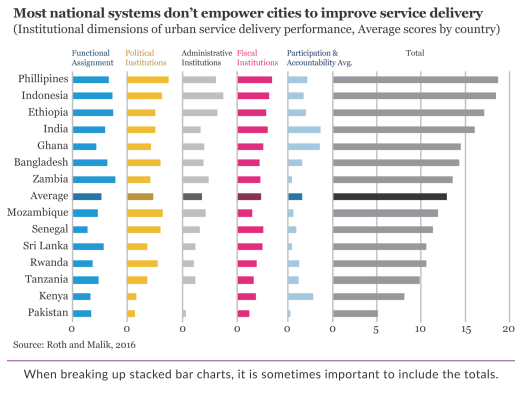 Most national systems don't empower cities to improve service delivery
(Institutional dimensions of urban service delivery performance, Average scores by country)
Functional Assignment
Political Institutions
Administrative Institutions
Fiscal Institutions
Participation & Accountability Avg.
Total
Phillipines
Indonesia
Ethiopia
India
Ghana
Bangladesh
Zambia
Average
Mozambique
Senegal
Sri Lanka
Rwanda
Tanzania
Kenya
Pakistan
0 0 0 0 0 0 5 10 15 20
Source: Roth and Malik, 2016
When breaking up stacked bar charts, it is sometimes important to include the totals.